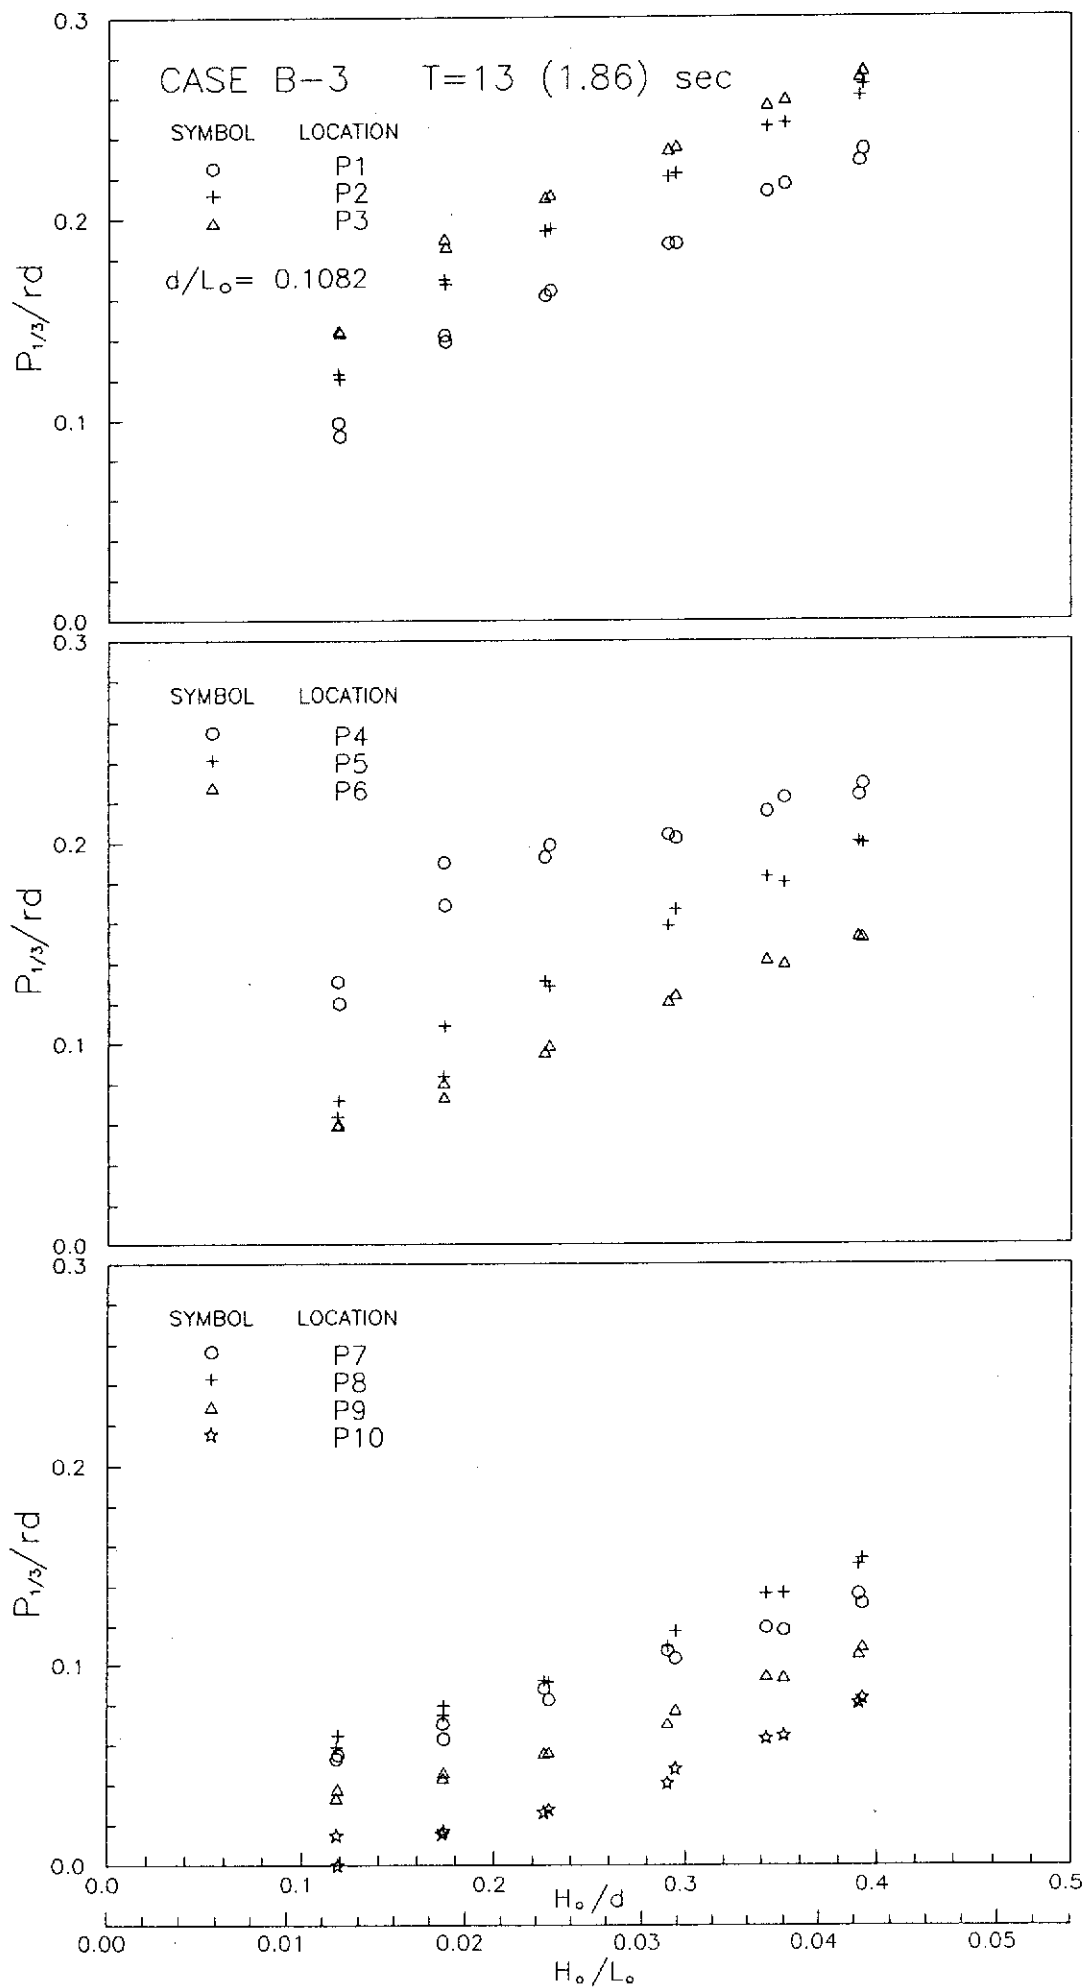 0.3
CASE B-3 T=13 (1.86) sec
SYMBOL LOCATION
P1
P2
P3
d/Lo= 0.1082
0.2
0.1
0.0
P1/3/rd
0.3
SYMBOL LOCATION
P4
P5
P6
0.2
0.1
0.0
P1/3/rd
0.3
SYMBOL LOCATION
P7
P8
P9
P10
0.2
0.1
0.0
P1/3/rd
0.0 0.1 0.2 0.3 0.4 0.5
Ho/d
0.00 0.01 0.02 0.03 0.04 0.05
Ho/Lo